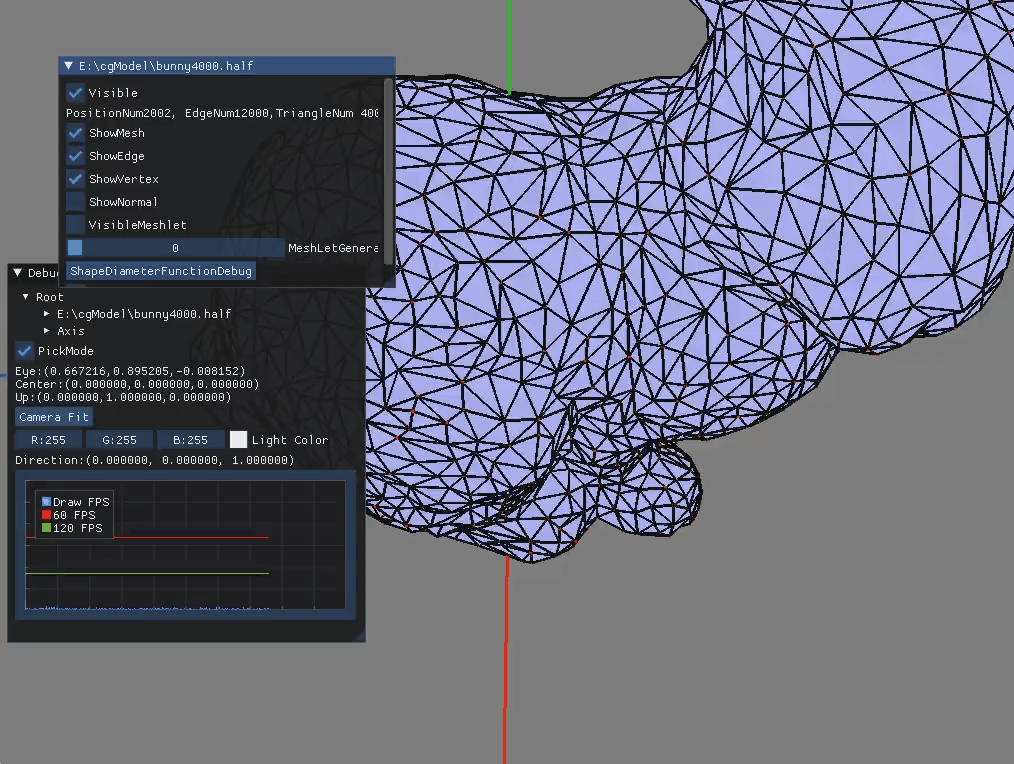 E:\cgModel\bunny4000.half
Visible
PositionNum2002, EdgeNum12000,TriangleNum 400
ShowMesh
ShowEdge
ShowVertex
ShowNormal
VisibleMeshlet
0 MeshLetGenera
ShapeDiameterFunctionDebug
Debu
Root
E:\cgModel\bunny4000.half
Axis
PickMode
Eye:(0.667216,0.895205,-0.008152)
Center:(0.000000,0.000000,0.000000)
Up:(0.000000,1.000000,0.000000)
Camera Fit
R:255 G:255 B:255 Light Color
Direction:(0.000000, 0.000000, 1.000000)
Draw FPS
60 FPS
120 FPS